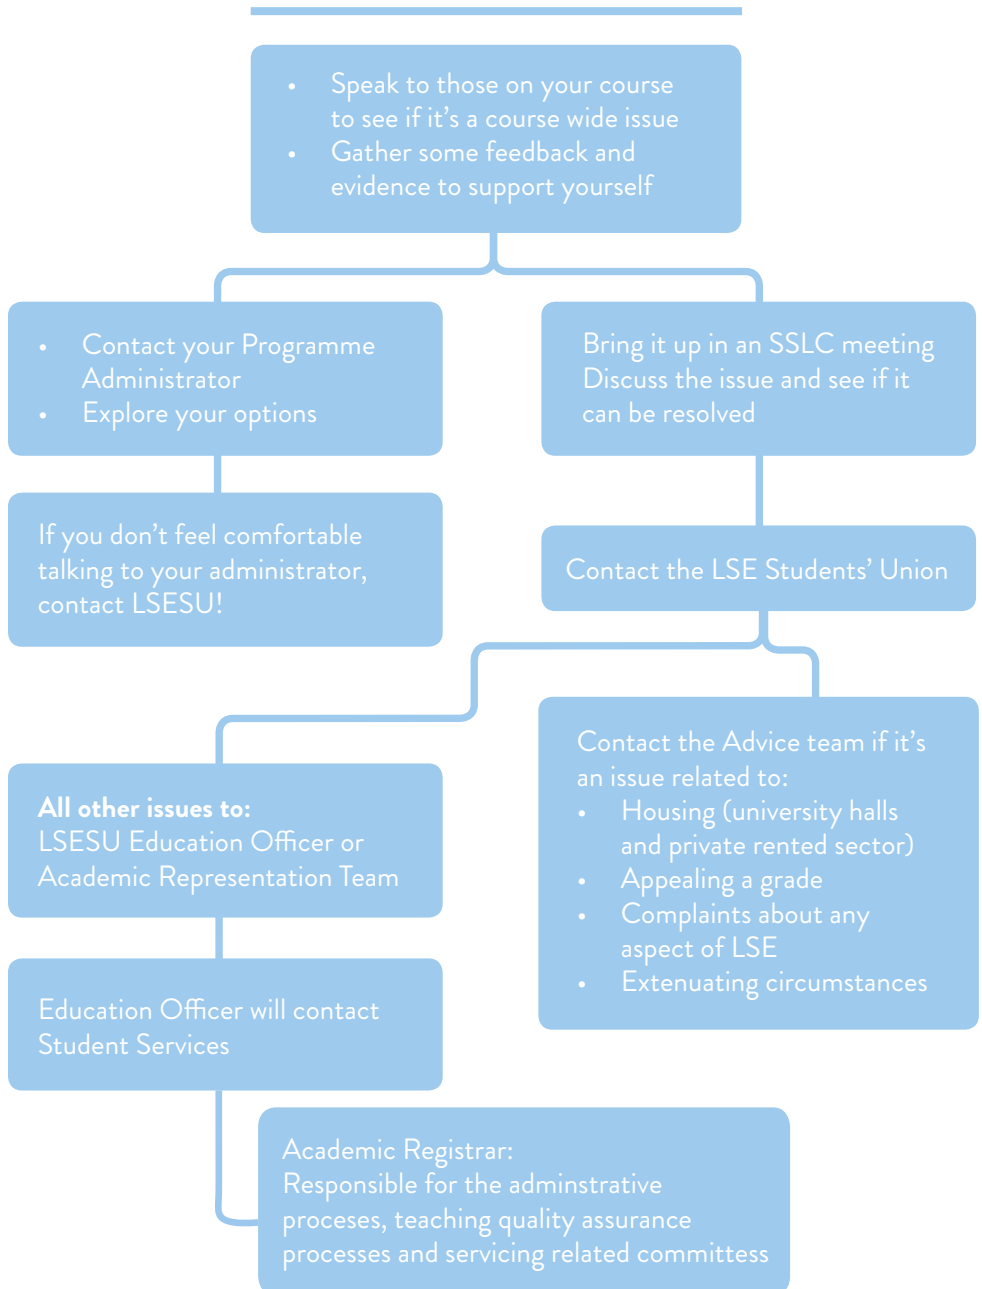 • Speak to those on your course
to see if it's a course wide issue
• Gather some feedback and
evidence to support yourself
• Contact your Programme
Administrator
• Explore your options
Bring it up in an SSLC meeting
Discuss the issue and see if it
can be resolved
If you don't feel comfortable
talking to your administrator,
contact LSESU!
Contact the LSE Students' Union
Contact the Advice team if it's
an issue related to:
• Housing (university halls
and private rented sector)
• Appealing a grade
• Complaints about any
aspect of LSE
• Extenuating circumstances
All other issues to:
LSESU Education Officer or
Academic Representation Team
Education Officer will contact
Student Services
Academic Registrar:
Responsible for the adminstrative
proceses, teaching quality assurance
processes and servicing related committess